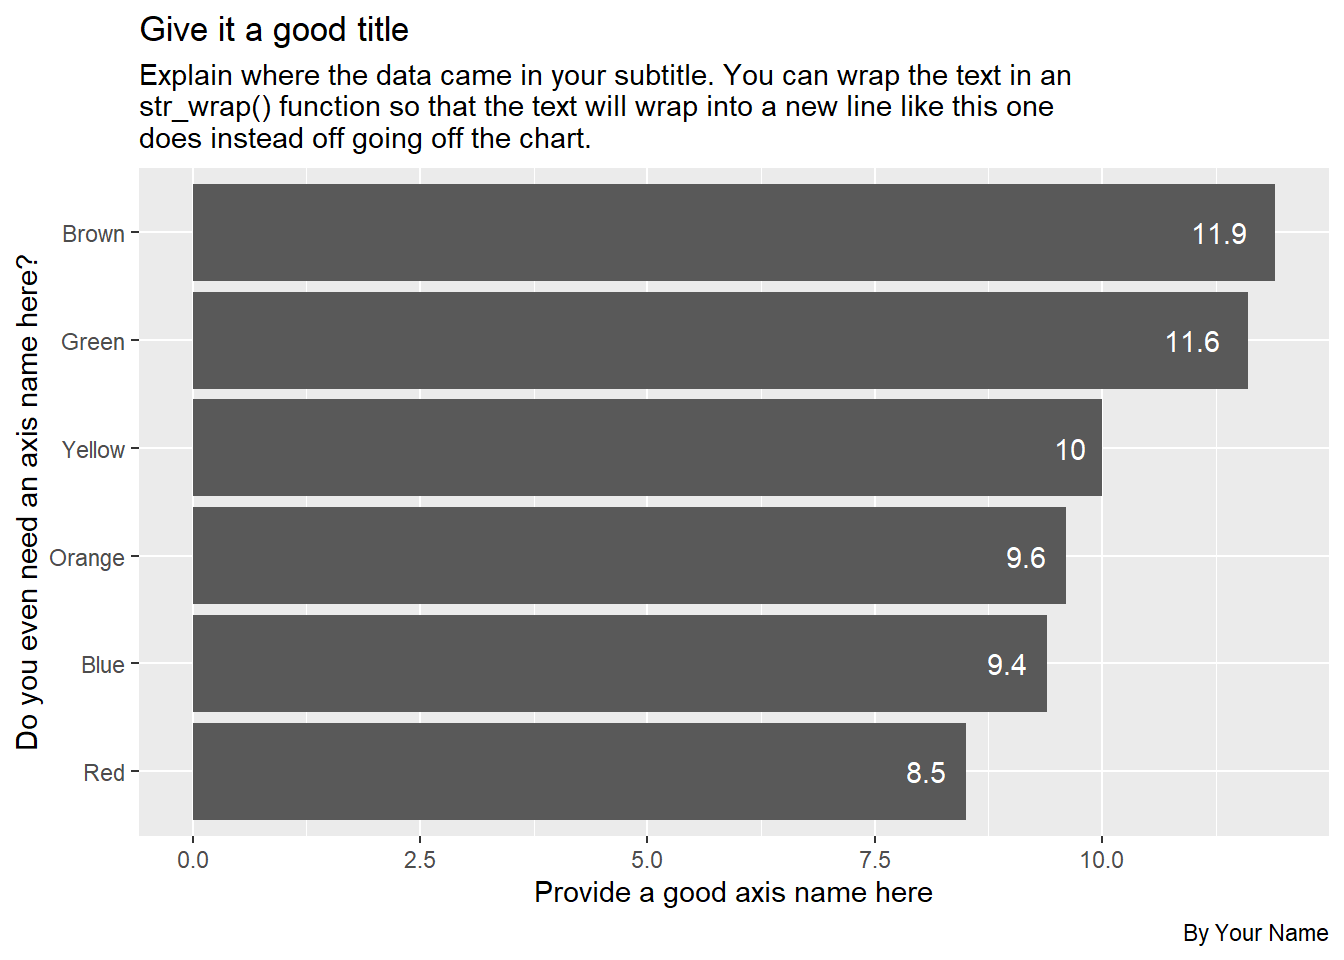 Give it a good title
Explain where the data came in your subtitle. You can wrap the text in an
str_wrap() function so that the text will wrap into a new line like this one
does instead off going off the chart.
Do you even need an axis name here?
Brown
11.9
Green
11.6
Yellow
10
Orange
9.6
Blue
9.4
Red
8.5
0.0
2.5
5.0
7.5
10.0
Provide a good axis name here
By Your Name